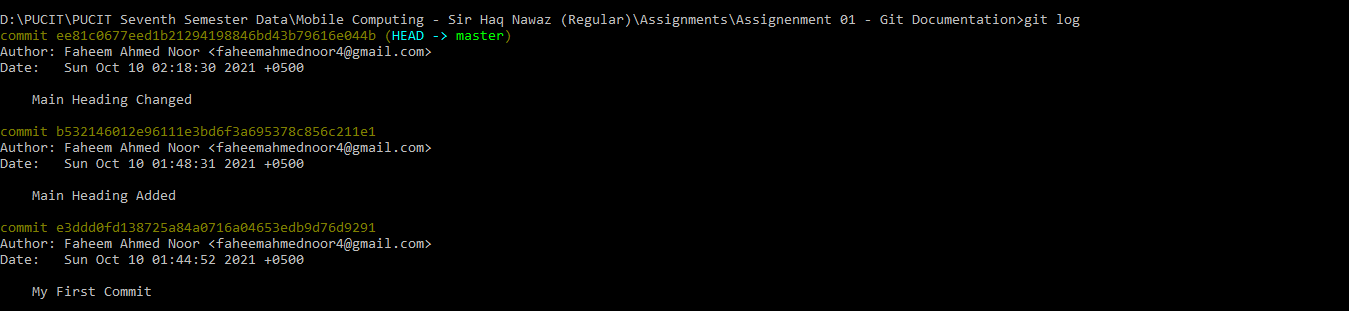 D:\PUCIT\PUCIT Seventh Semester Data\Mobile Computing - Sir Haq Nawaz (Regular)\Assignments\Assignenment 01 - Git Documentation>git log
commit ee81c0677eed1b21294198846bd43b79616e044b (HEAD -> master)
Author: Faheem Ahmed Noor <faheemahmednoor4@gmail.com>
Date:   Sun Oct 10 02:18:30 2021 +0500
Main Heading Changed
commit b532146012e96111e3bd6f3a695378c856c211e1
Author: Faheem Ahmed Noor <faheemahmednoor4@gmail.com>
Date:   Sun Oct 10 01:48:31 2021 +0500
Main Heading Added
commit e3ddd0fd138725a84a0716a04653edb9d76d9291
Author: Faheem Ahmed Noor <faheemahmednoor4@gmail.com>
Date:   Sun Oct 10 01:44:52 2021 +0500
My First Commit